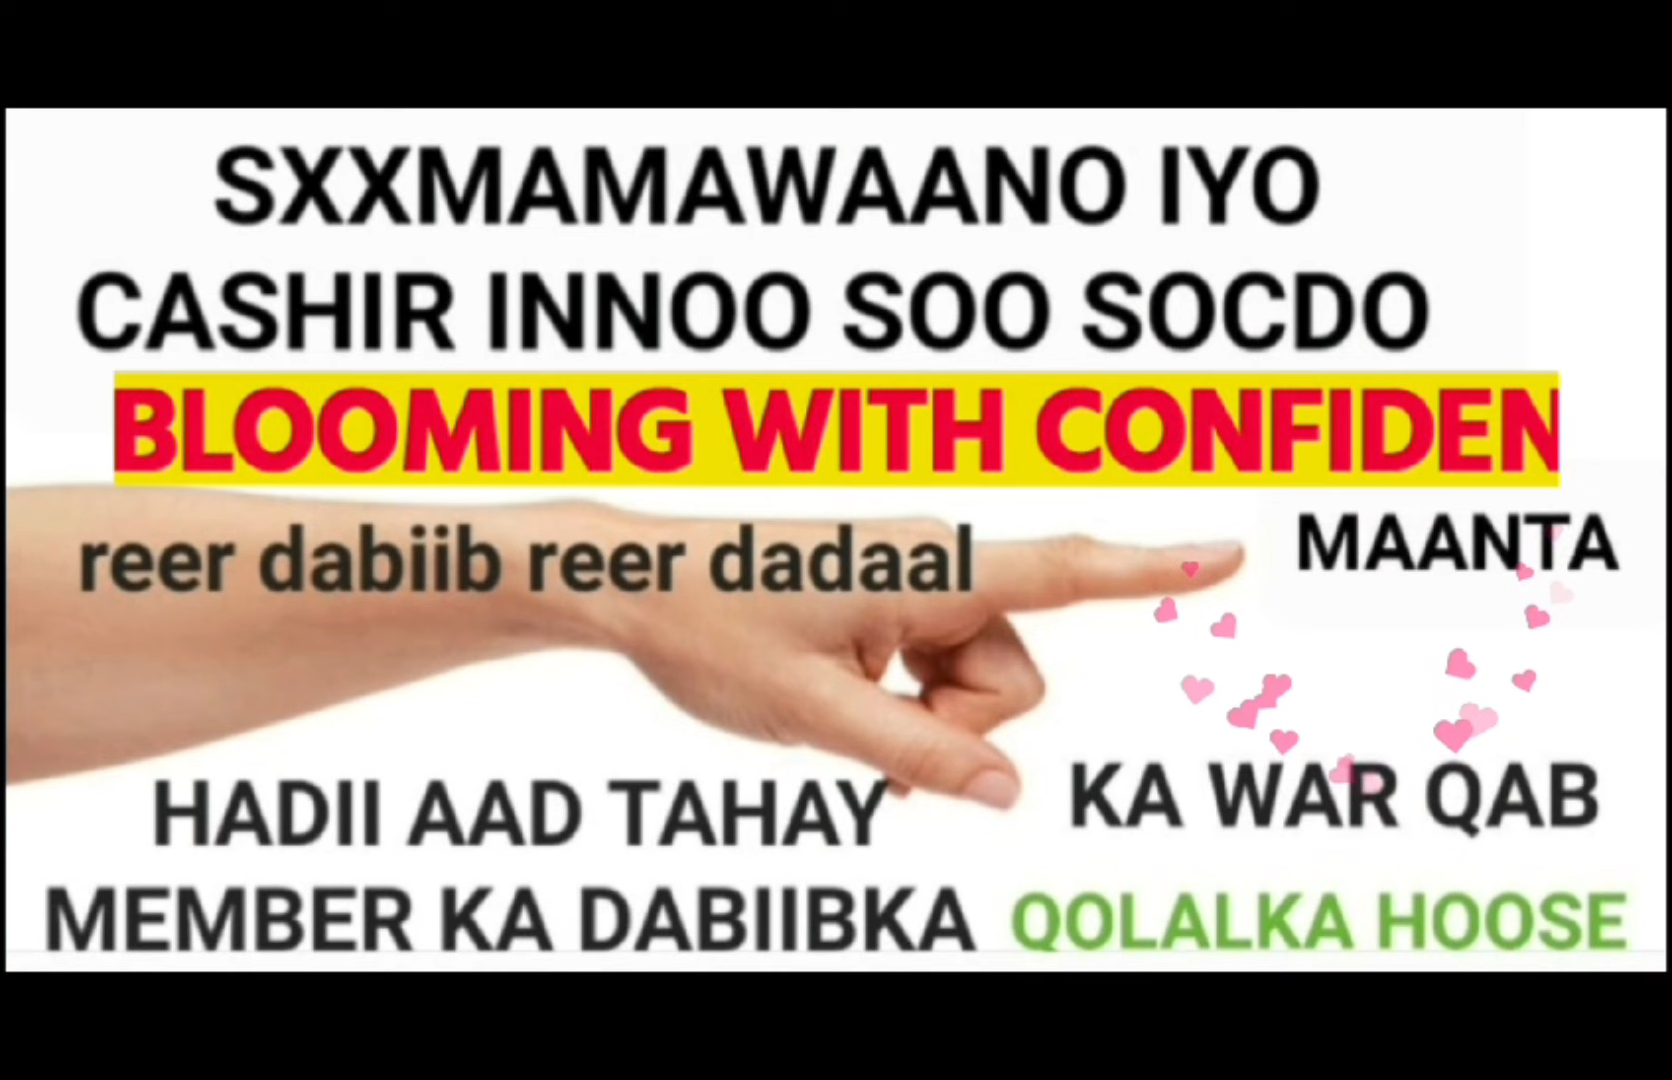 SXXMAMAWAANO IYO
CASHIR INNOO SOO SOCDO
BLOOMING WITH CONFIDEN
reer dabiib reer dadaal
MAANTA
HADII AAD TAHAY
MEMBER KA DABIIBKA
KA WAR QAB
QOLALKA HOOSE